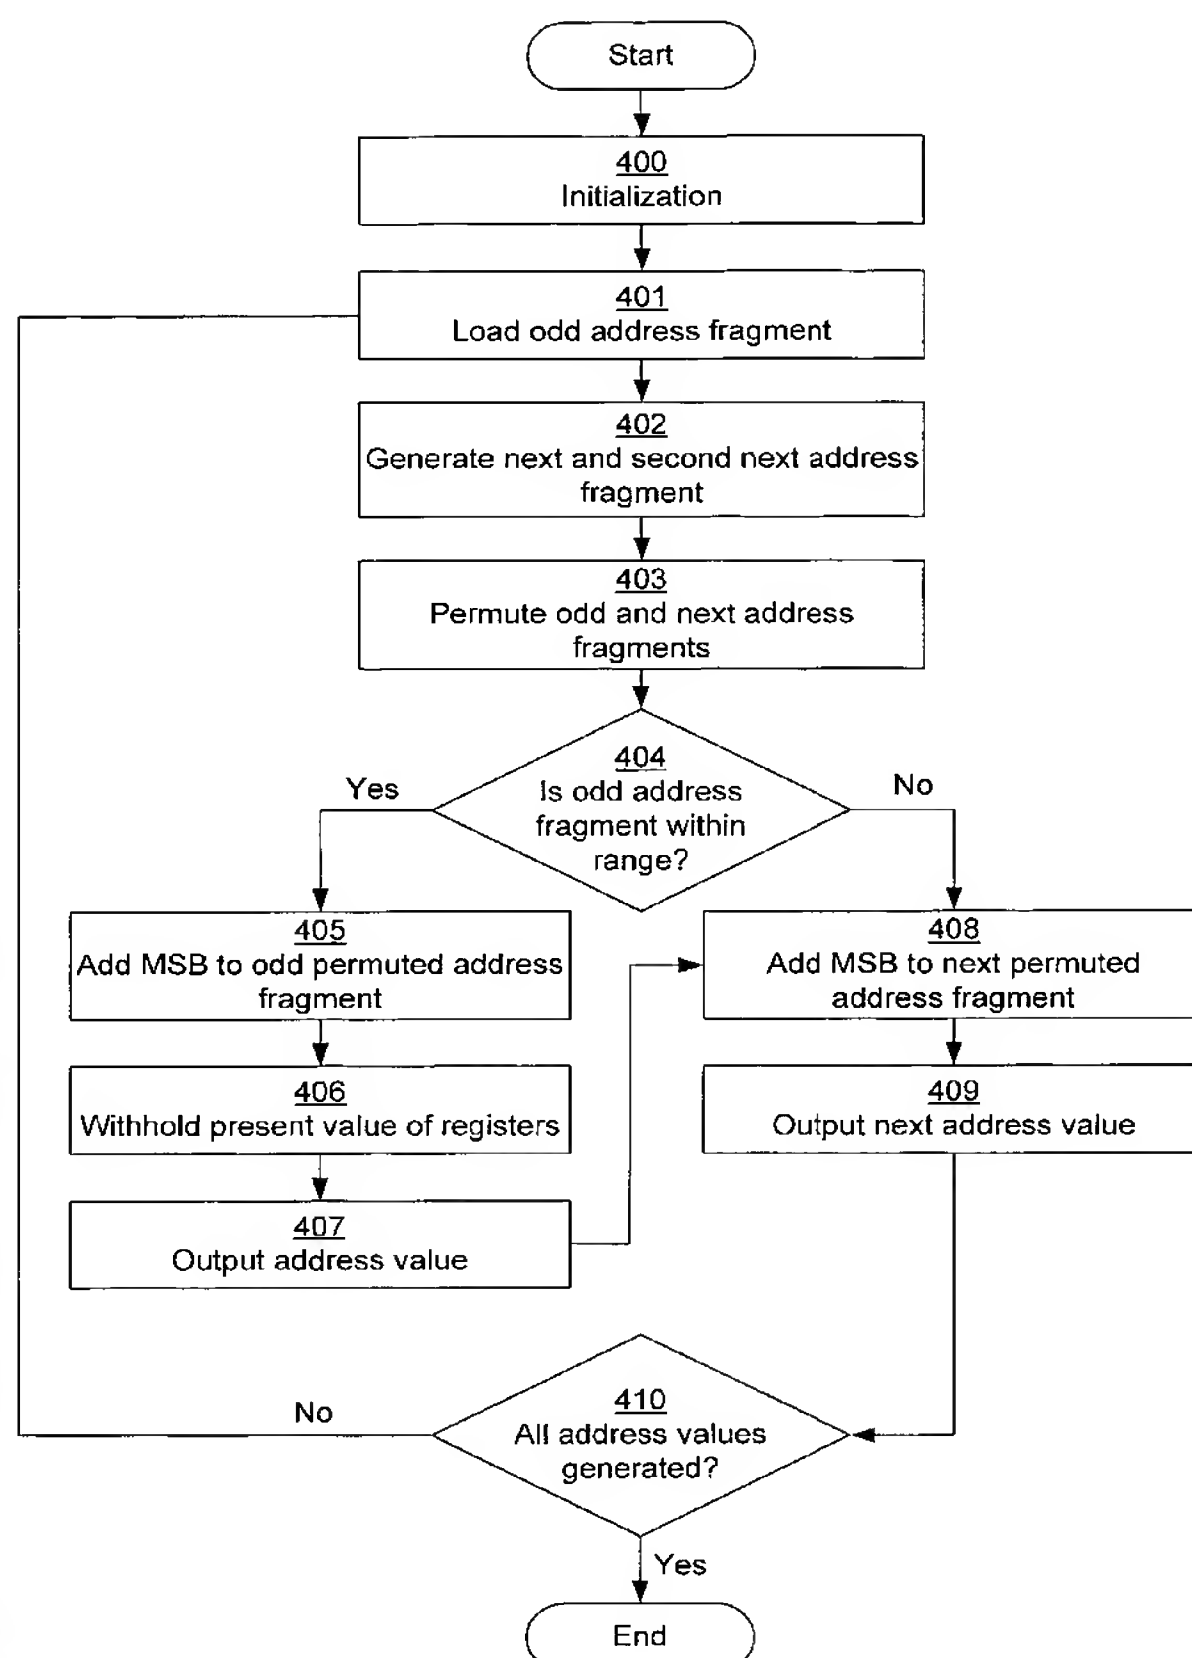 Start
400
Initialization
401
Load odd address fragment
402
Generate next and second next address
fragment
403
Permute odd and next address
fragments
404
Is odd address
fragment within
range?
Yes
No
405
Add MSB to odd permuted address
fragment
406
Withhold present value of registers
407
Output address value
408
Add MSB to next permuted
address fragment
409
Output next address value
410
All address values
generated?
No
Yes
End